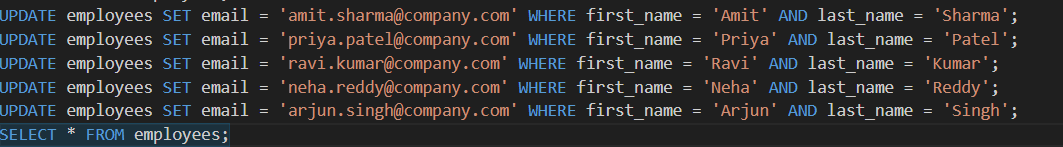 UPDATE employees SET email = 'amit.sharma@company.com' WHERE first_name = 'Amit' AND last_name = 'Sharma';
UPDATE employees SET email = 'priya.patel@company.com' WHERE first_name = 'Priya' AND last_name = 'Patel';
UPDATE employees SET email = 'ravi.kumar@company.com' WHERE first_name = 'Ravi' AND last_name = 'Kumar';
UPDATE employees SET email = 'neha.reddy@company.com' WHERE first_name = 'Neha' AND last_name = 'Reddy';
UPDATE employees SET email = 'arjun.singh@company.com' WHERE first_name = 'Arjun' AND last_name = 'Singh';
SELECT * FROM employees;